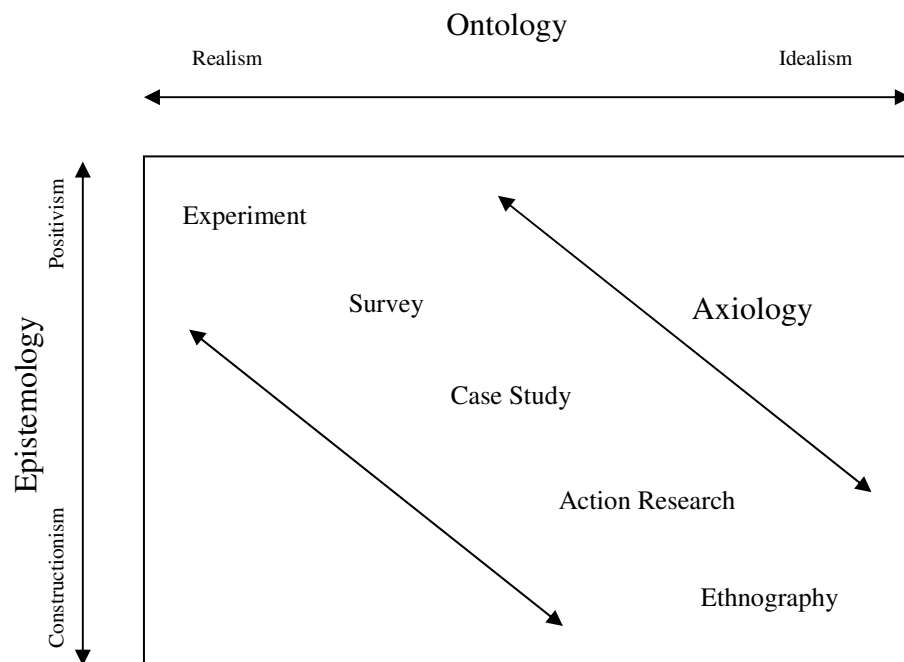 Ontology
Realism
Idealism
Positivism
Experiment
Survey
Axiology
Epistemology
Case Study
Action Research
Constructionism
Ethnography